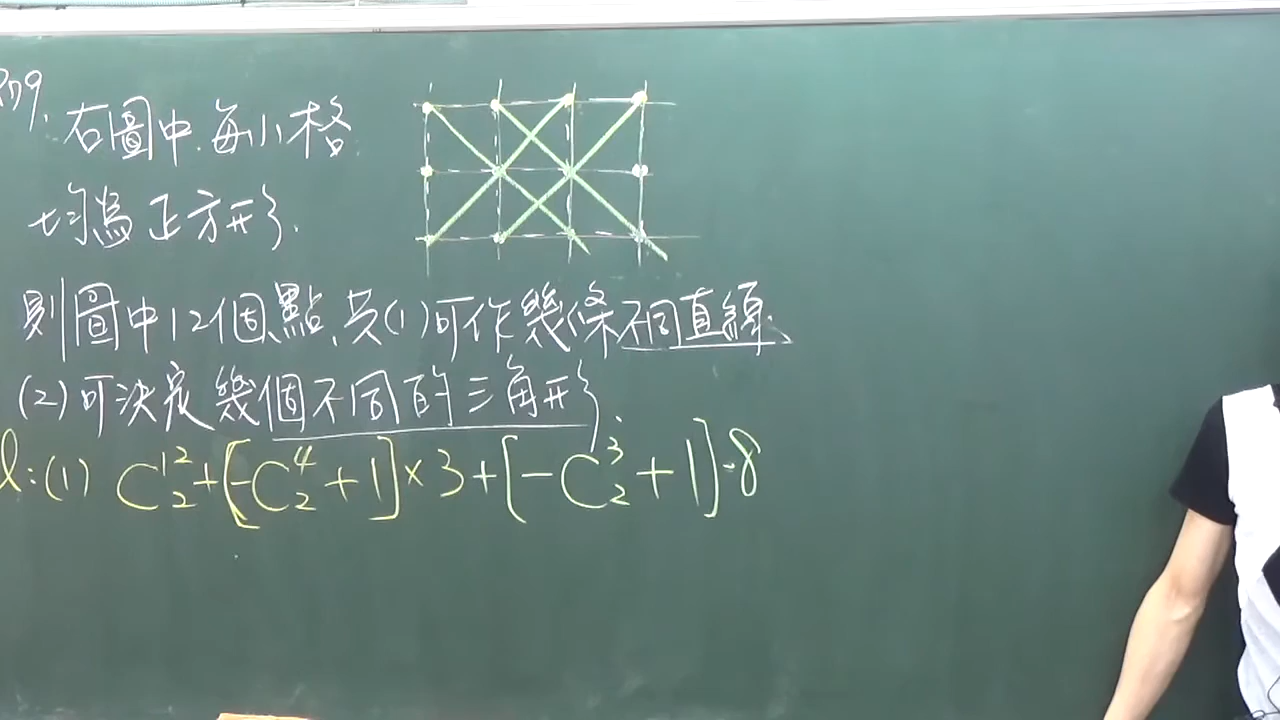 右圖中,每小格
均為正方形.
則圖中12個點,共(1)可作幾條不同直線.
(2)可決定幾個不同的三角形.
l:(1) C¹²₂+[-C⁴₂+1]×3+[-C³₂+1]·8